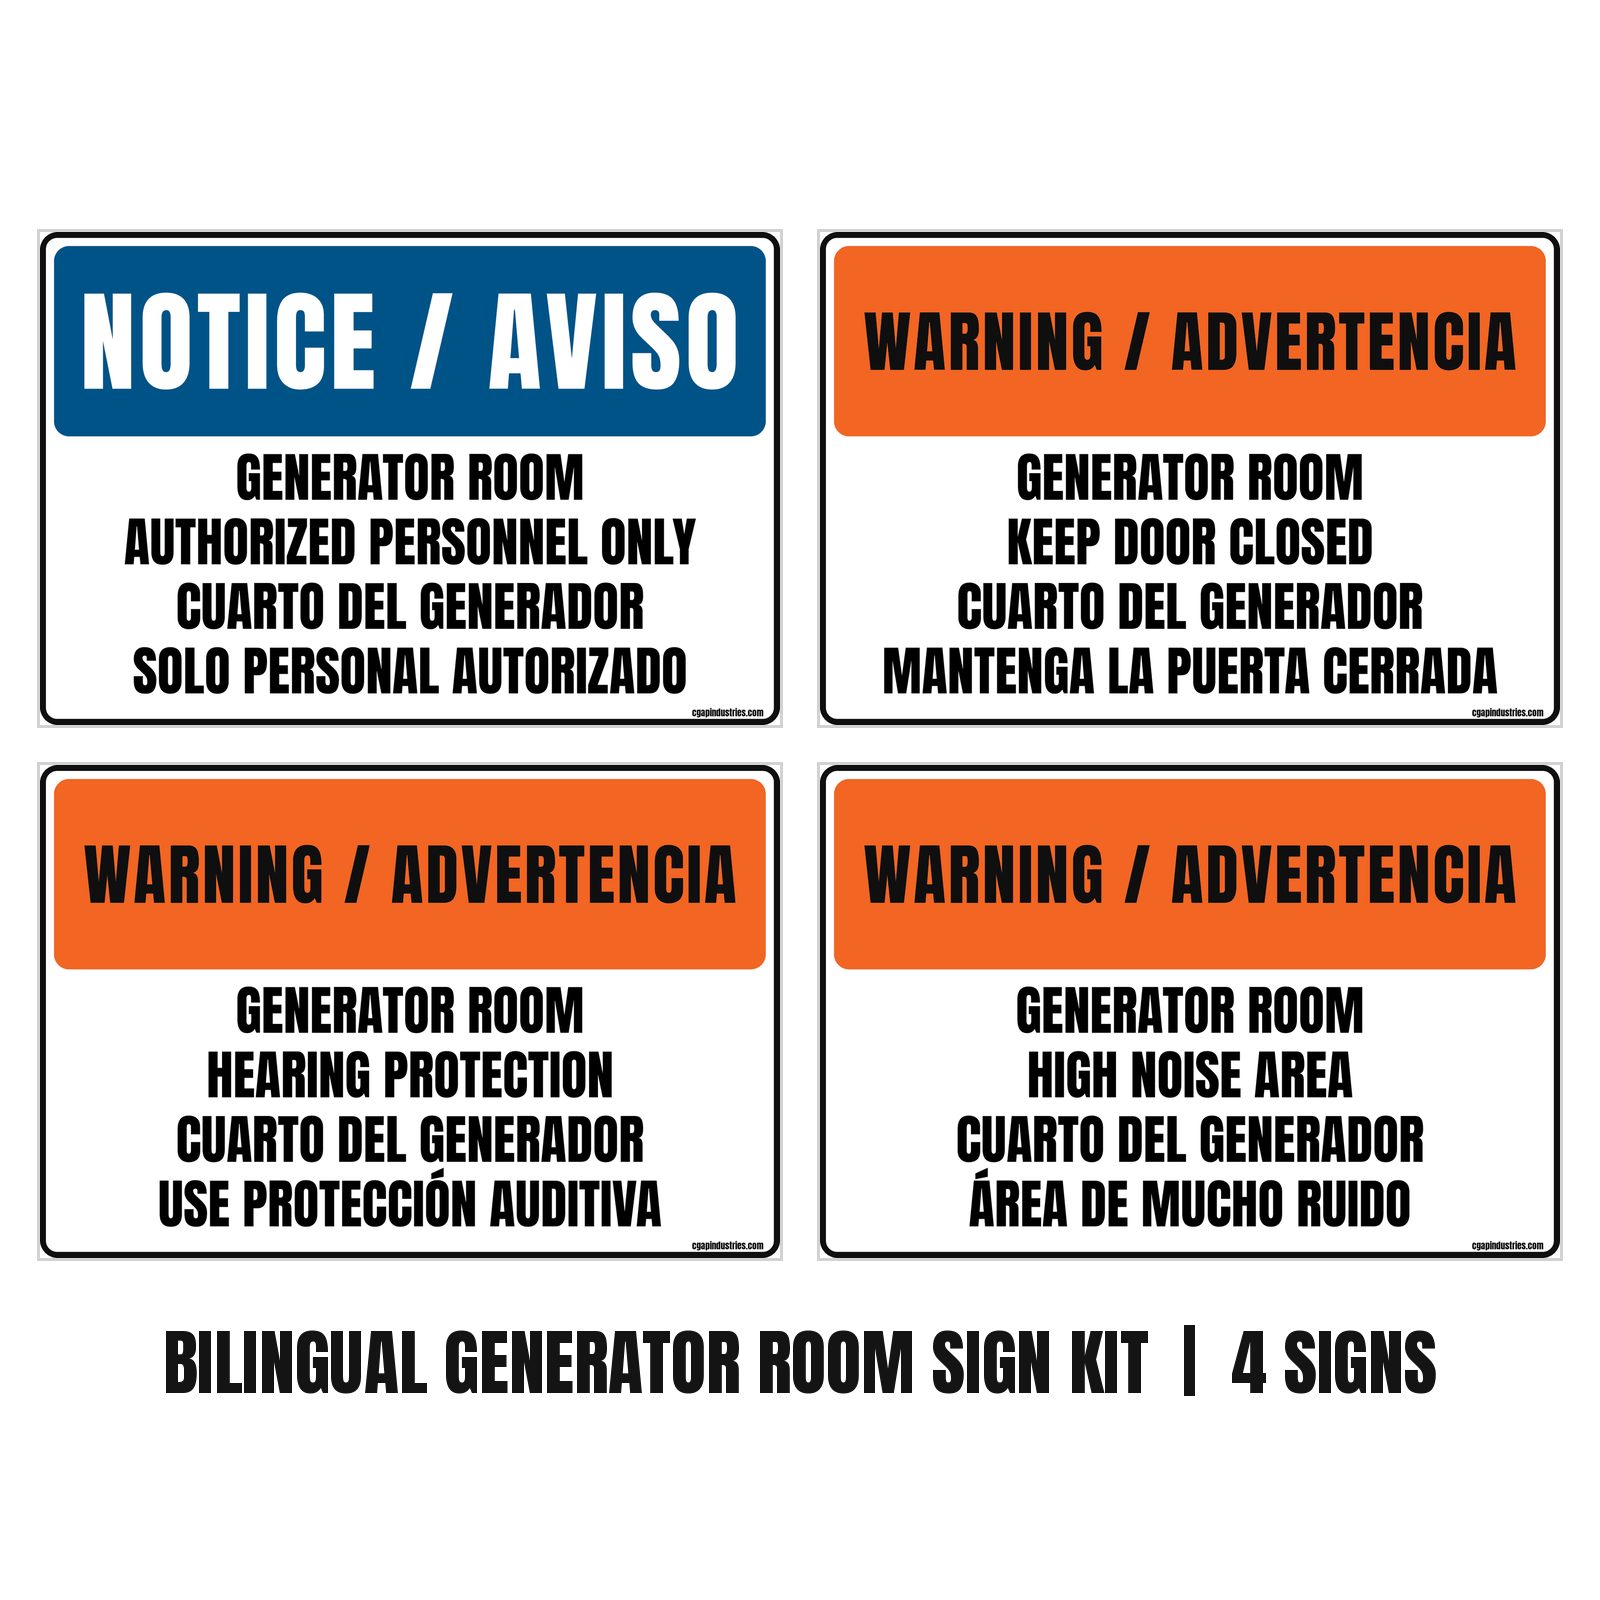 NOTICE / AVISO
GENERATOR ROOM
AUTHORIZED PERSONNEL ONLY
CUARTO DEL GENERADOR
SOLO PERSONAL AUTORIZADO
cgapindustries.com
WARNING / ADVERTENCIA
GENERATOR ROOM
KEEP DOOR CLOSED
CUARTO DEL GENERADOR
MANTENGA LA PUERTA CERRADA
cgapindustries.com
WARNING / ADVERTENCIA
GENERATOR ROOM
HEARING PROTECTION
CUARTO DEL GENERADOR
USE PROTECCIÓN AUDITIVA
cgapindustries.com
WARNING / ADVERTENCIA
GENERATOR ROOM
HIGH NOISE AREA
CUARTO DEL GENERADOR
ÁREA DE MUCHO RUIDO
cgapindustries.com
BILINGUAL GENERATOR ROOM SIGN KIT | 4 SIGNS